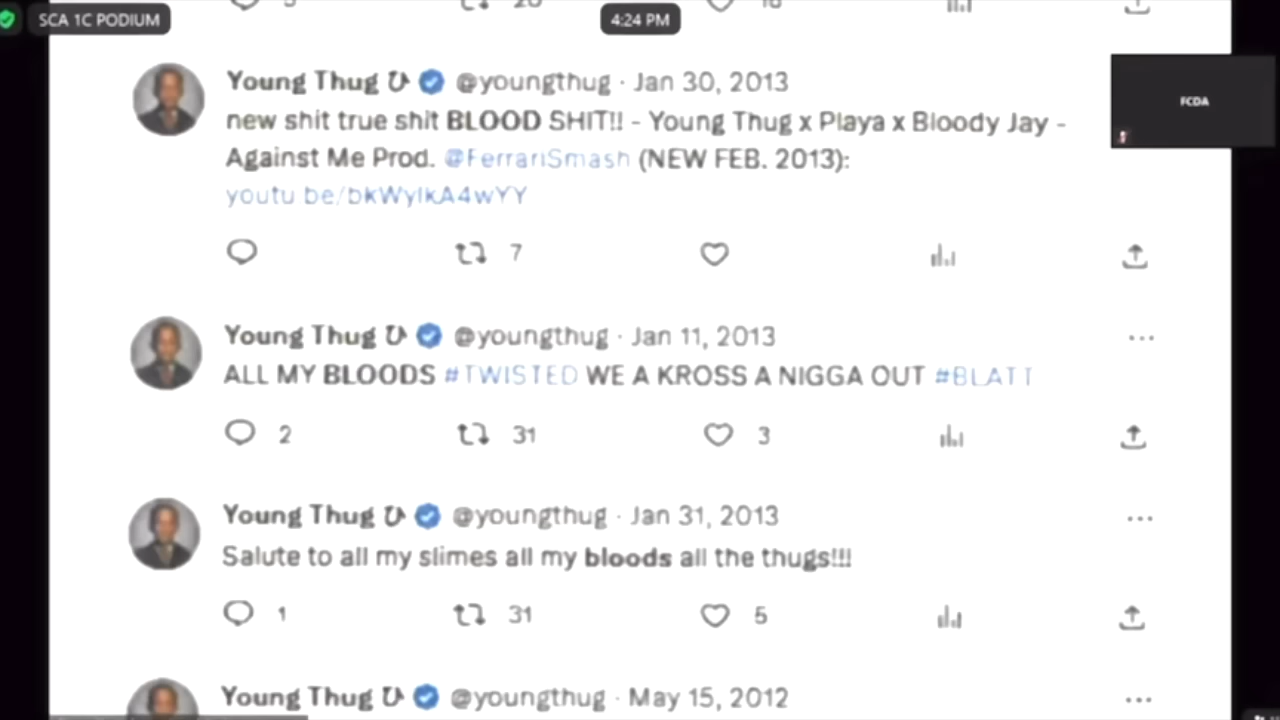 SCA 1C PODIUM
4:24 PM
FCDA
Young Thug ひ @youngthug · Jan 30, 2013
new shit true shit BLOOD SHIT!! - Young Thug x Playa x Bloody Jay -
Against Me Prod. @FerrariSmash (NEW FEB. 2013):
7
Young Thug ひ @youngthug · Jan 11, 2013
ALL MY BLOODS #TWISTED WE A KROSS A NIGGA OUT #BLATT
2 31 3
Young Thug ひ @youngthug · Jan 31, 2013
Salute to all my slimes all my bloods all the thugs!!!
1 31 5
Young Thug ひ @youngthug · May 15, 2012